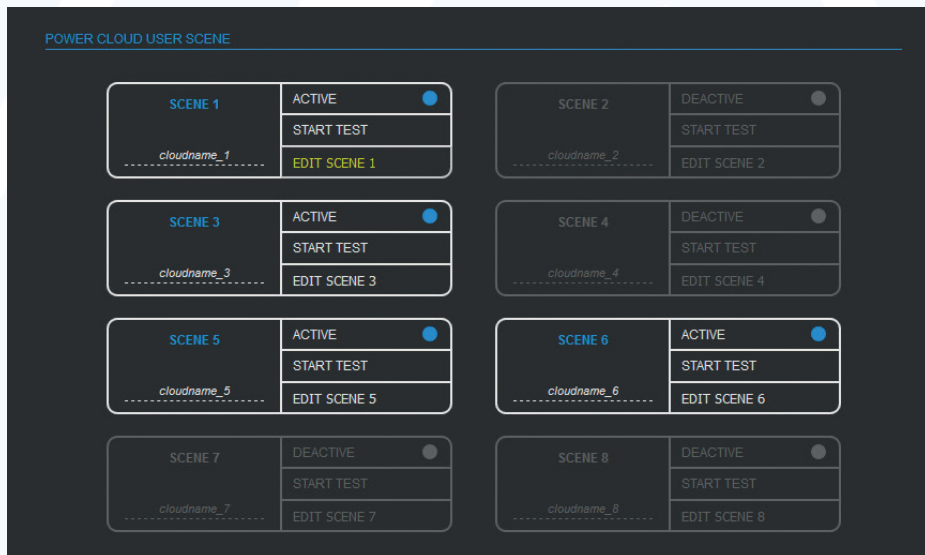 POWER CLOUD USER SCENE
SCENE 1
cloudname_1
ACTIVE
START TEST
EDIT SCENE 1
SCENE 2
cloudname_2
DEACTIVE
START TEST
EDIT SCENE 2
SCENE 3
cloudname_3
ACTIVE
START TEST
EDIT SCENE 3
SCENE 4
cloudname_4
DEACTIVE
START TEST
EDIT SCENE 4
SCENE 5
cloudname_5
ACTIVE
START TEST
EDIT SCENE 5
SCENE 6
cloudname_6
ACTIVE
START TEST
EDIT SCENE 6
SCENE 7
cloudname_7
DEACTIVE
START TEST
EDIT SCENE 7
SCENE 8
cloudname_8
DEACTIVE
START TEST
EDIT SCENE 8